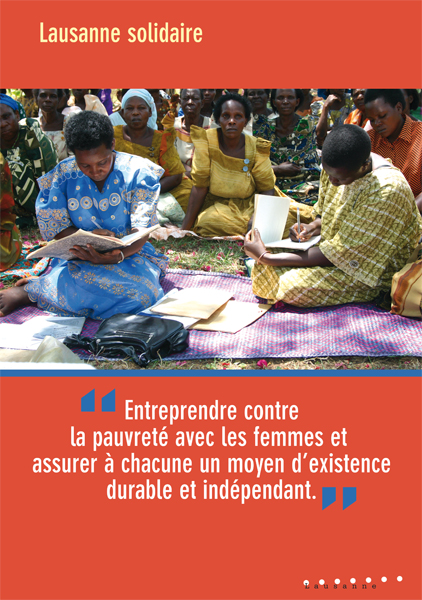 Lausanne solidaire
“ Entreprendre contre
la pauvreté avec les femmes et
assurer à chacune un moyen d’existence
durable et indépendant. ”
Lausanne